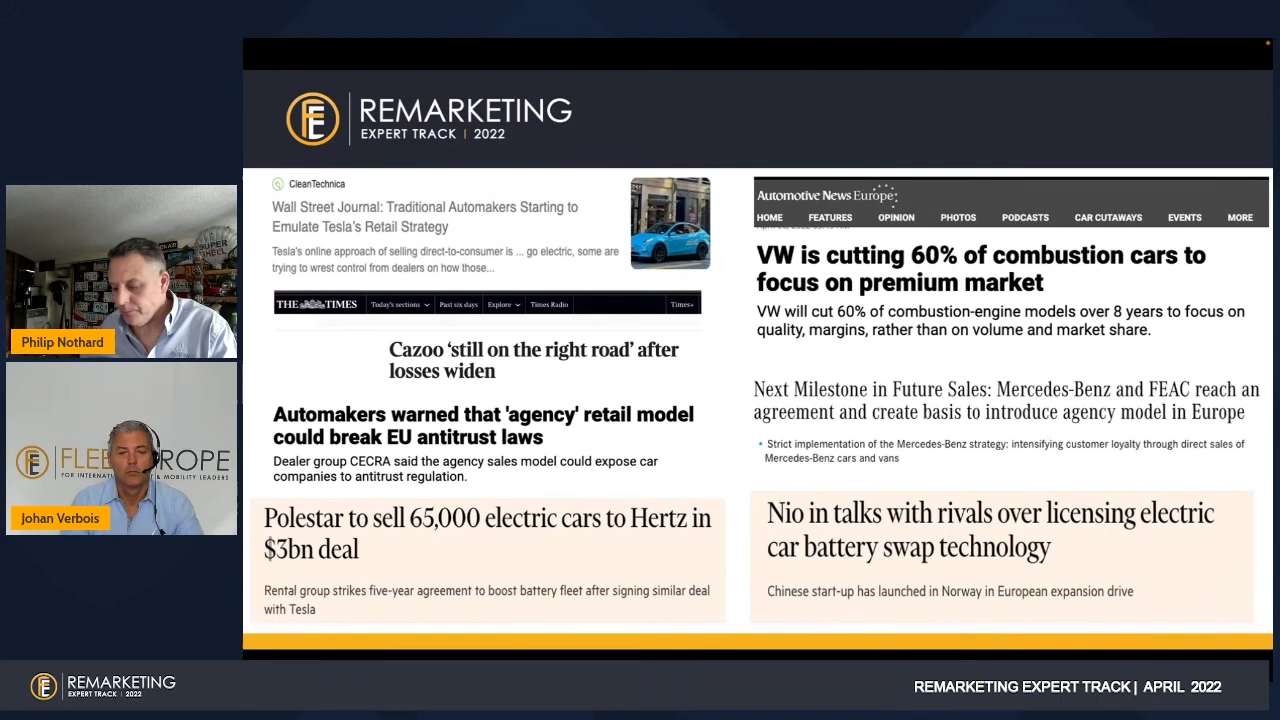 REMARKETING
EXPERT TRACK | 2022
CleanTechnica
Wall Street Journal: Traditional Automakers Starting to
Emulate Tesla's Retail Strategy
Tesla's online approach of selling direct-to-consumer is ... go electric, some are
trying to wrest control from dealers on how those...
THE TIMES
Today's sections
Past six days
Explore
Times Radio
Times+
Cazoo 'still on the right road' after
losses widen
Automakers warned that 'agency' retail model
could break EU antitrust laws
Dealer group CECRA said the agency sales model could expose car
companies to antitrust regulation.
Polestar to sell 65,000 electric cars to Hertz in
$3bn deal
Rental group strikes five-year agreement to boost battery fleet after signing similar deal
with Tesla
Automotive News Europe
HOME FEATURES OPINION PHOTOS PODCASTS CAR CUTAWAYS EVENTS MORE
VW is cutting 60% of combustion cars to
focus on premium market
VW will cut 60% of combustion-engine models over 8 years to focus on
quality, margins, rather than on volume and market share.
Next Milestone in Future Sales: Mercedes-Benz and FEAC reach an
agreement and create basis to introduce agency model in Europe
• Strict implementation of the Mercedes-Benz strategy: intensifying customer loyalty through direct sales of
Mercedes-Benz cars and vans
Nio in talks with rivals over licensing electric
car battery swap technology
Chinese start-up has launched in Norway in European expansion drive
SUPER
SHELL
Philip Nothard
FLEE ROPE
FOR INTERNAT & MOBILITY LEADERS
Johan Verbois
REMARKETING
EXPERT TRACK | 2022
REMARKETING EXPERT TRACK | APRIL 2022